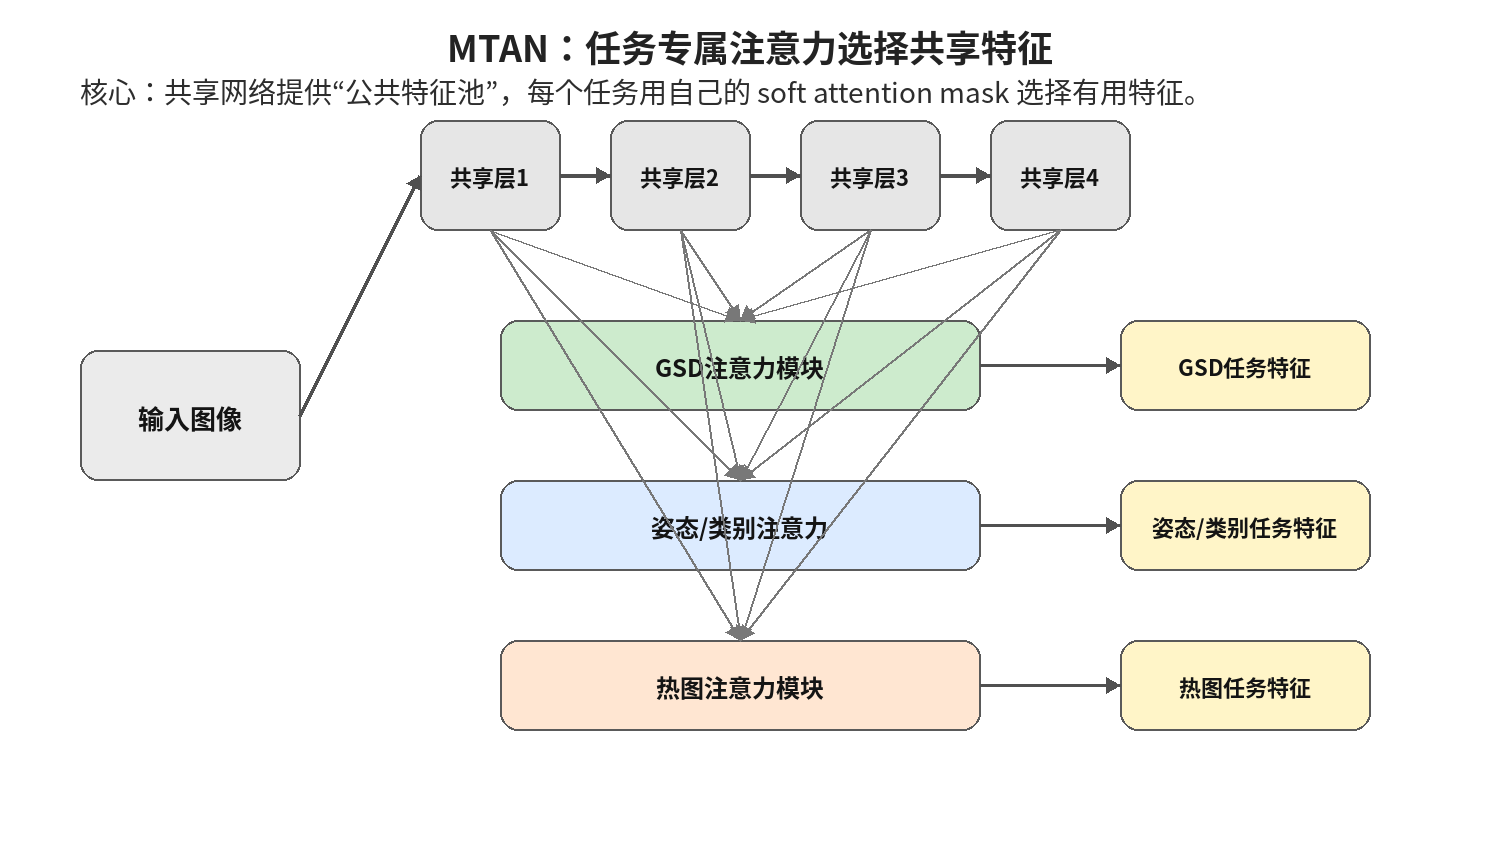 MTAN：任务专属注意力选择共享特征
核心：共享网络提供“公共特征池”，每个任务用自己的 soft attention mask 选择有用特征。
共享层1
共享层2
共享层3
共享层4
输入图像
GSD注意力模块
GSD任务特征
姿态/类别注意力
姿态/类别任务特征
热图注意力模块
热图任务特征